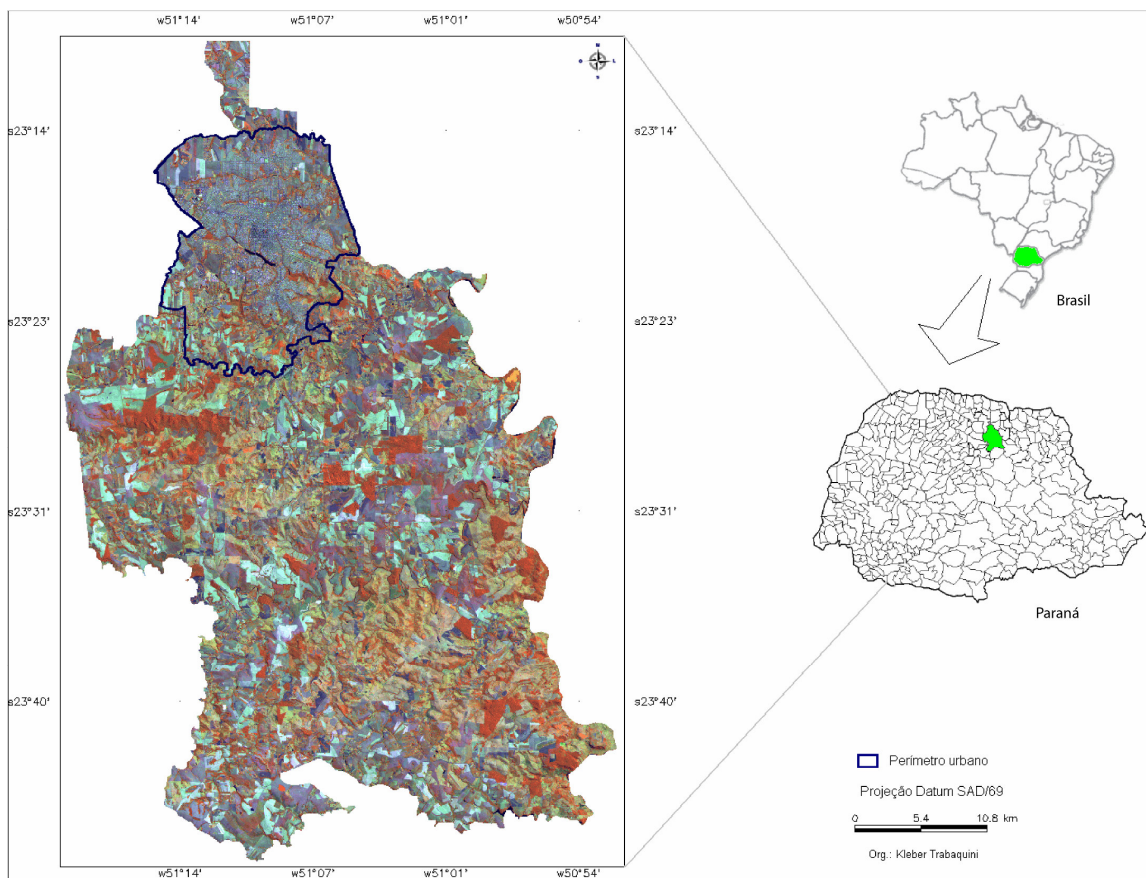 w51°14' w51°07' w51°01' w50°54'
N
O L
S
s23°14' s23°14'
s23°23' s23°23'
s23°31' s23°31'
s23°40' s23°40'
w51°14' w51°07' w51°01' w50°54'
Brasil
Paraná
Perímetro urbano
Projeção Datum SAD/69
0 5.4 10.8 km
Org.: Kleber Trabaquini